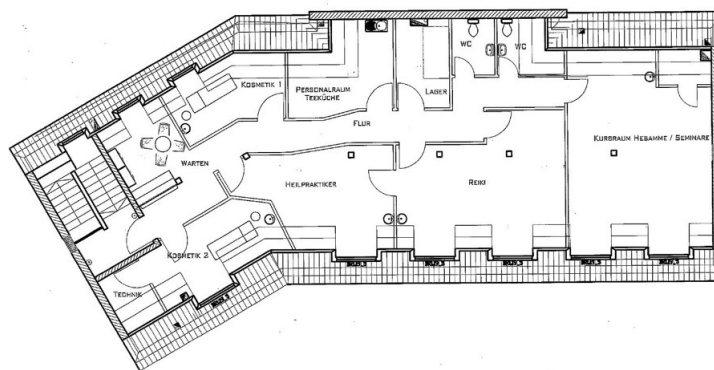 WC
WC
KOSMETIK 1
PERSONALRAUM
TEEKÜCHE
LAGER
FLUR
KURSRAUM HEBAMME / SEMINARE
WARTEN
HEILPRAKTIKER
REIKI
KOSMETIK 2
TECHNIK